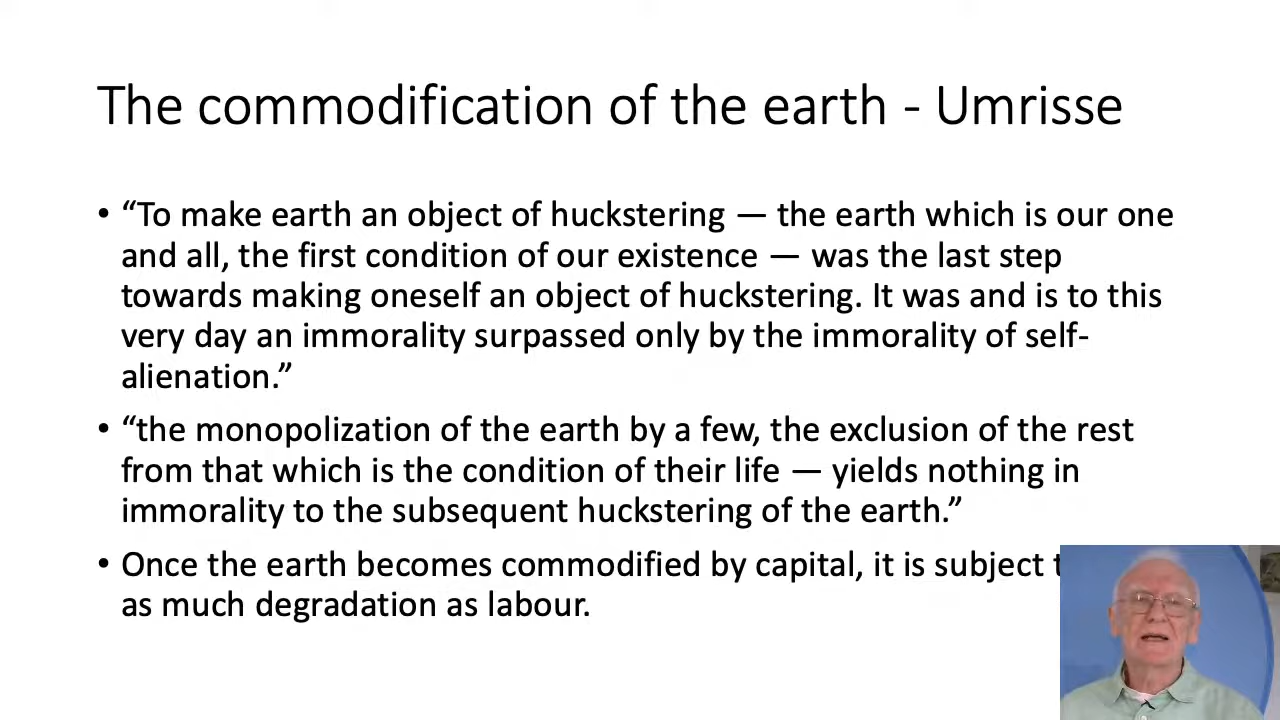 The commodification of the earth - Umrisse
• “To make earth an object of huckstering — the earth which is our one
and all, the first condition of our existence — was the last step
towards making oneself an object of huckstering. It was and is to this
very day an immorality surpassed only by the immorality of self-
alienation.”
• “the monopolization of the earth by a few, the exclusion of the rest
from that which is the condition of their life — yields nothing in
immorality to the subsequent huckstering of the earth.”
• Once the earth becomes commodified by capital, it is subject
as much degradation as labour.